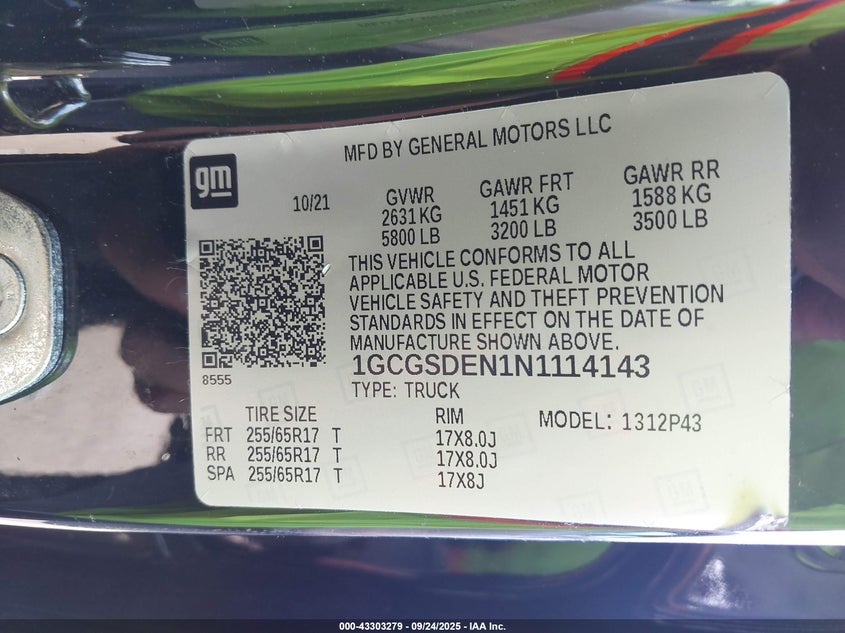 MFD BY GENERAL MOTORS LLC
gm
10/21
GVWR GAWR FRT GAWR RR
2631 KG 1451 KG 1588 KG
5800 LB 3200 LB 3500 LB
THIS VEHICLE CONFORMS TO ALL
APPLICABLE U.S. FEDERAL MOTOR
VEHICLE SAFETY AND THEFT PREVENTION
STANDARDS IN EFFECT ON THE DATE OF
MANUFACTURE SHOWN ABOVE.
1GCGSDEN1N1114143
8555
TYPE: TRUCK
TIRE SIZE RIM MODEL: 1312P43
FRT 255/65R17 T 17X8.0J
RR 255/65R17 T 17X8.0J
SPA 255/65R17 T 17X8J
000-43303279 - 09/24/2025 - IAA Inc.